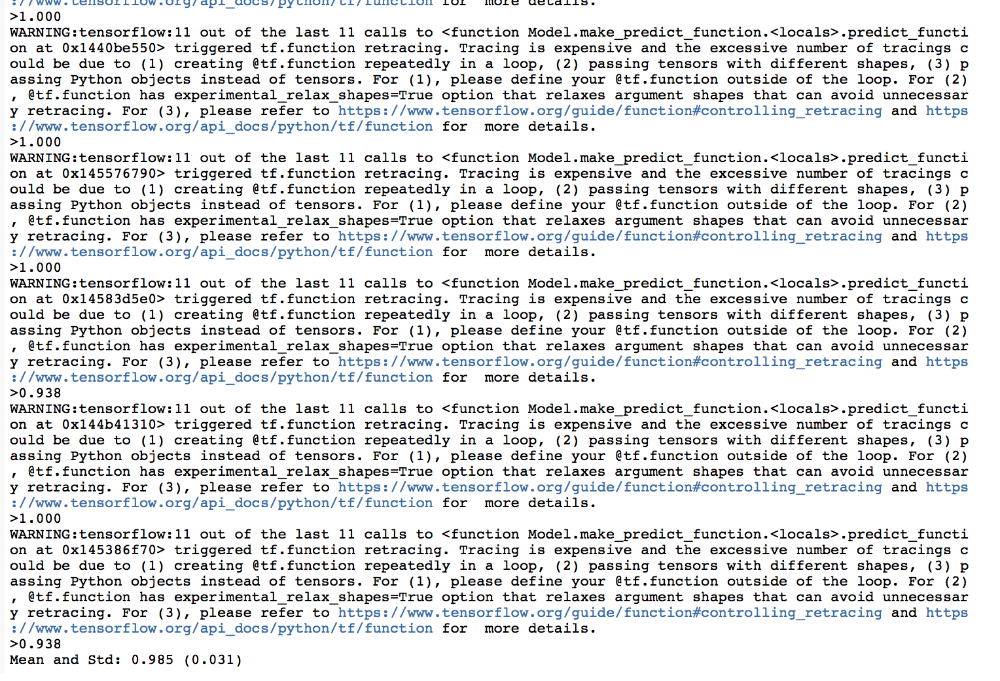 ://www.tensorflow.org/api_docs/python/tf/function for  more details.
>1.000
WARNING:tensorflow:11 out of the last 11 calls to <function Model.make_predict_function.<locals>.predict_functi
on at 0x1440be550> triggered tf.function retracing. Tracing is expensive and the excessive number of tracings c
ould be due to (1) creating @tf.function repeatedly in a loop, (2) passing tensors with different shapes, (3) p
assing Python objects instead of tensors. For (1), please define your @tf.function outside of the loop. For (2)
, @tf.function has experimental_relax_shapes=True option that relaxes argument shapes that can avoid unnecessar
y retracing. For (3), please refer to https://www.tensorflow.org/guide/function#controlling_retracing and https
://www.tensorflow.org/api_docs/python/tf/function for  more details.
>1.000
WARNING:tensorflow:11 out of the last 11 calls to <function Model.make_predict_function.<locals>.predict_functi
on at 0x145576790> triggered tf.function retracing. Tracing is expensive and the excessive number of tracings c
ould be due to (1) creating @tf.function repeatedly in a loop, (2) passing tensors with different shapes, (3) p
assing Python objects instead of tensors. For (1), please define your @tf.function outside of the loop. For (2)
, @tf.function has experimental_relax_shapes=True option that relaxes argument shapes that can avoid unnecessar
y retracing. For (3), please refer to https://www.tensorflow.org/guide/function#controlling_retracing and https
://www.tensorflow.org/api_docs/python/tf/function for  more details.
>1.000
WARNING:tensorflow:11 out of the last 11 calls to <function Model.make_predict_function.<locals>.predict_functi
on at 0x14583d5e0> triggered tf.function retracing. Tracing is expensive and the excessive number of tracings c
ould be due to (1) creating @tf.function repeatedly in a loop, (2) passing tensors with different shapes, (3) p
assing Python objects instead of tensors. For (1), please define your @tf.function outside of the loop. For (2)
, @tf.function has experimental_relax_shapes=True option that relaxes argument shapes that can avoid unnecessar
y retracing. For (3), please refer to https://www.tensorflow.org/guide/function#controlling_retracing and https
://www.tensorflow.org/api_docs/python/tf/function for  more details.
>0.938
WARNING:tensorflow:11 out of the last 11 calls to <function Model.make_predict_function.<locals>.predict_functi
on at 0x144b41310> triggered tf.function retracing. Tracing is expensive and the excessive number of tracings c
ould be due to (1) creating @tf.function repeatedly in a loop, (2) passing tensors with different shapes, (3) p
assing Python objects instead of tensors. For (1), please define your @tf.function outside of the loop. For (2)
, @tf.function has experimental_relax_shapes=True option that relaxes argument shapes that can avoid unnecessar
y retracing. For (3), please refer to https://www.tensorflow.org/guide/function#controlling_retracing and https
://www.tensorflow.org/api_docs/python/tf/function for  more details.
>1.000
WARNING:tensorflow:11 out of the last 11 calls to <function Model.make_predict_function.<locals>.predict_functi
on at 0x145386f70> triggered tf.function retracing. Tracing is expensive and the excessive number of tracings c
ould be due to (1) creating @tf.function repeatedly in a loop, (2) passing tensors with different shapes, (3) p
assing Python objects instead of tensors. For (1), please define your @tf.function outside of the loop. For (2)
, @tf.function has experimental_relax_shapes=True option that relaxes argument shapes that can avoid unnecessar
y retracing. For (3), please refer to https://www.tensorflow.org/guide/function#controlling_retracing and https
://www.tensorflow.org/api_docs/python/tf/function for  more details.
>0.938
Mean and Std: 0.985 (0.031)